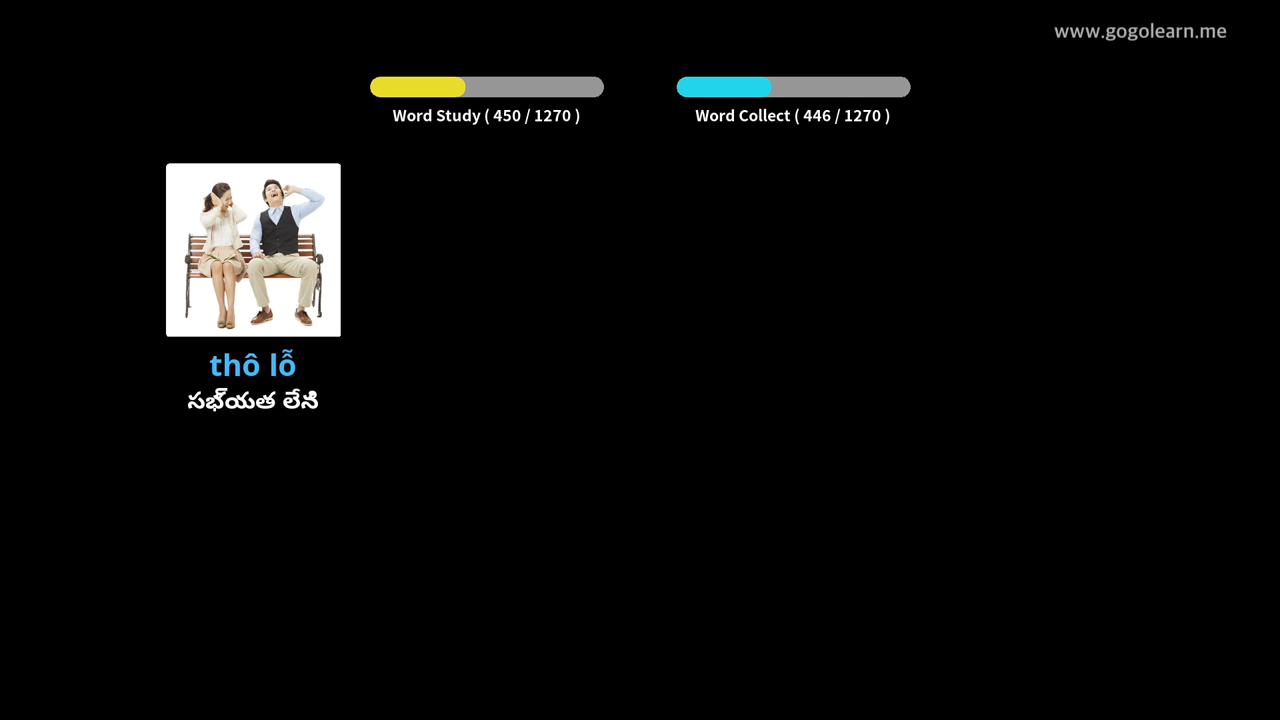 www.gogolearn.me
Word Study ( 450 / 1270 )
Word Collect ( 446 / 1270 )
thô lỗ
సభ్యత లేని